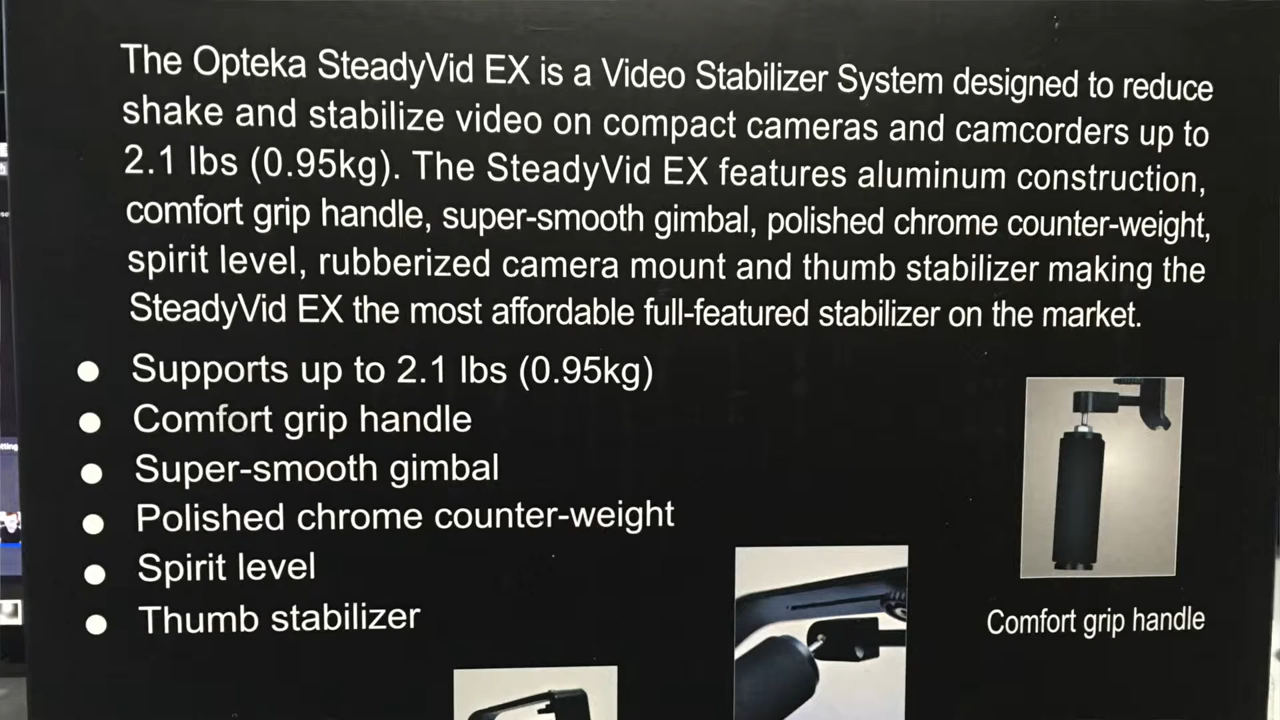 The Opteka SteadyVid EX is a Video Stabilizer System designed to reduce
shake and stabilize video on compact cameras and camcorders up to
2.1 lbs (0.95kg). The SteadyVid EX features aluminum construction,
comfort grip handle, super-smooth gimbal, polished chrome counter-weight,
spirit level, rubberized camera mount and thumb stabilizer making the
SteadyVid EX the most affordable full-featured stabilizer on the market.
● Supports up to 2.1 lbs (0.95kg)
● Comfort grip handle
● Super-smooth gimbal
● Polished chrome counter-weight
● Spirit level
● Thumb stabilizer
Comfort grip handle